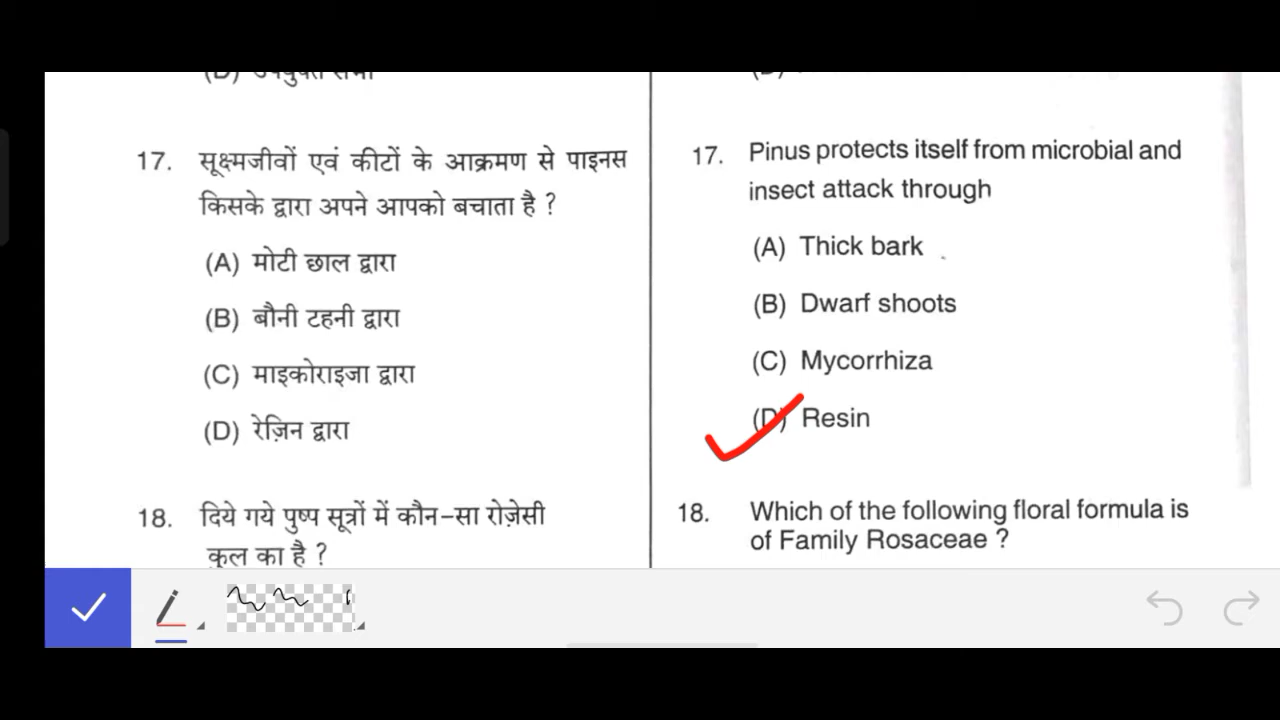 17. सूक्ष्मजीवों एवं कीटों के आक्रमण से पाइनस
किसके द्वारा अपने आपको बचाता है ?
(A) मोटी छाल द्वारा
(B) बौनी टहनी द्वारा
(C) माइकोराइजा द्वारा
(D) रेज़िन द्वारा
18. दिये गये पुष्प सूत्रों में कौन-सा रोज़ेसी
कुल का है ?
17. Pinus protects itself from microbial and
insect attack through
(A) Thick bark
(B) Dwarf shoots
(C) Mycorrhiza
(D) Resin
18. Which of the following floral formula is
of Family Rosaceae ?